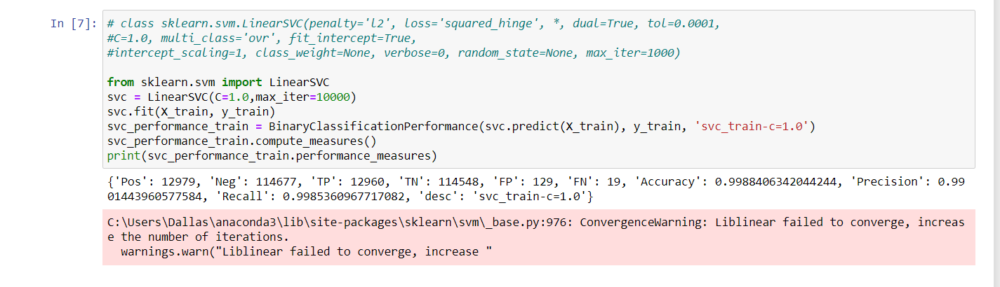 In [7]: # class sklearn.svm.LinearSVC(penalty='l2', loss='squared_hinge', *, dual=True, tol=0.0001,
#C=1.0, multi_class='ovr', fit_intercept=True,
#intercept_scaling=1, class_weight=None, verbose=0, random_state=None, max_iter=1000)
from sklearn.svm import LinearSVC
svc = LinearSVC(C=1.0,max_iter=10000)
svc.fit(X_train, y_train)
svc_performance_train = BinaryClassificationPerformance(svc.predict(X_train), y_train, 'svc_train-c=1.0')
svc_performance_train.compute_measures()
print(svc_performance_train.performance_measures)
{'Pos': 12979, 'Neg': 114677, 'TP': 12960, 'TN': 114548, 'FP': 129, 'FN': 19, 'Accuracy': 0.9988406342044244, 'Precision': 0.99
01443960577584, 'Recall': 0.9985360967717082, 'desc': 'svc_train-c=1.0'}
C:\Users\Dallas\anaconda3\lib\site-packages\sklearn\svm\_base.py:976: ConvergenceWarning: Liblinear failed to converge, increas
e the number of iterations.
warnings.warn("Liblinear failed to converge, increase "